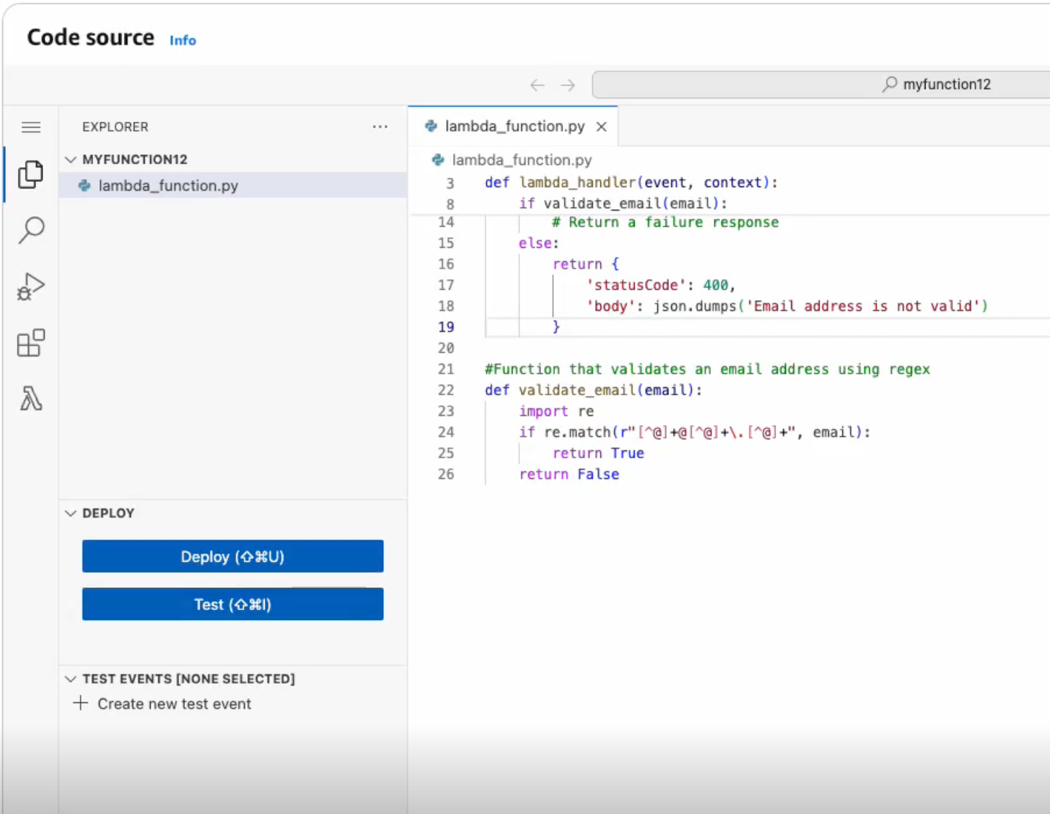 Code source Info
myfunction12
EXPLORER
MYFUNCTION12
lambda_function.py
DEPLOY
Deploy (⇧⌘U)
Test (⇧⌘I)
TEST EVENTS [NONE SELECTED]
Create new test event
lambda_function.py
lambda_function.py
3 def lambda_handler(event, context):
8 if validate_email(email):
14 # Return a failure response
15 else:
16 return {
17 'statusCode': 400,
18 'body': json.dumps('Email address is not valid')
19 }
20
21 #Function that validates an email address using regex
22 def validate_email(email):
23 import re
24 if re.match(r"[^@]+@[^@]+\.[^@]+", email):
25 return True
26 return False